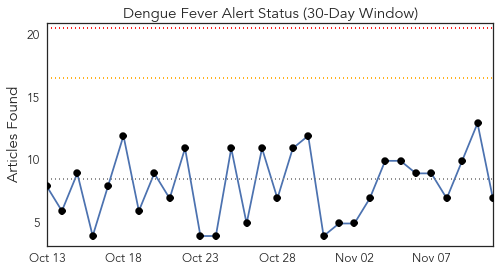 Dengue Fever Alert Status (30-Day Window)
20
15
10
5
Articles Found
Oct 13 Oct 18 Oct 23 Oct 28 Nov 02 Nov 07